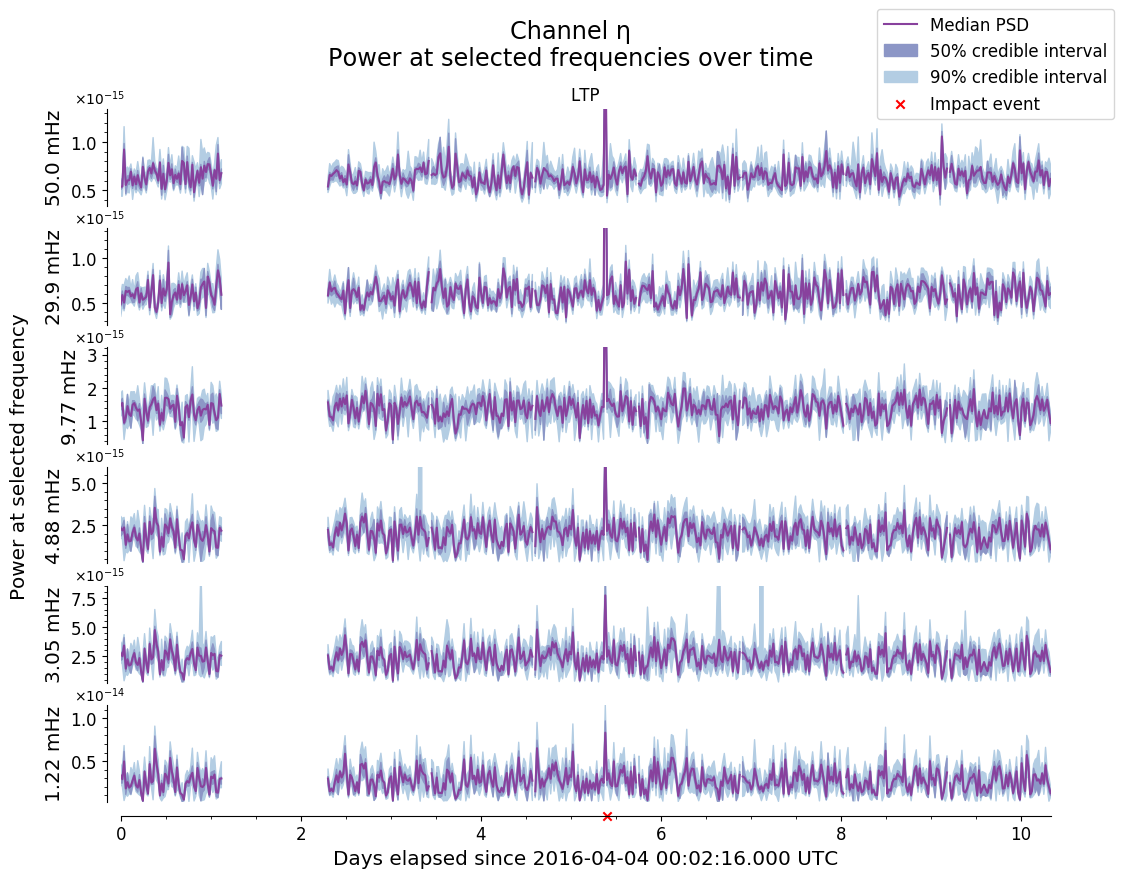 Channel η
Power at selected frequencies over time
Median PSD
50% credible interval
90% credible interval
Impact event
LTP
Power at selected frequency
×10⁻¹⁵
50.0 mHz
1.0
0.5
×10⁻¹⁵
29.9 mHz
1.0
0.5
×10⁻¹⁵
9.77 mHz
3
2
1
×10⁻¹⁵
4.88 mHz
5.0
2.5
×10⁻¹⁵
3.05 mHz
7.5
5.0
2.5
×10⁻¹⁴
1.22 mHz
1.0
0.5
0 2 4 6 8 10
Days elapsed since 2016-04-04 00:02:16.000 UTC